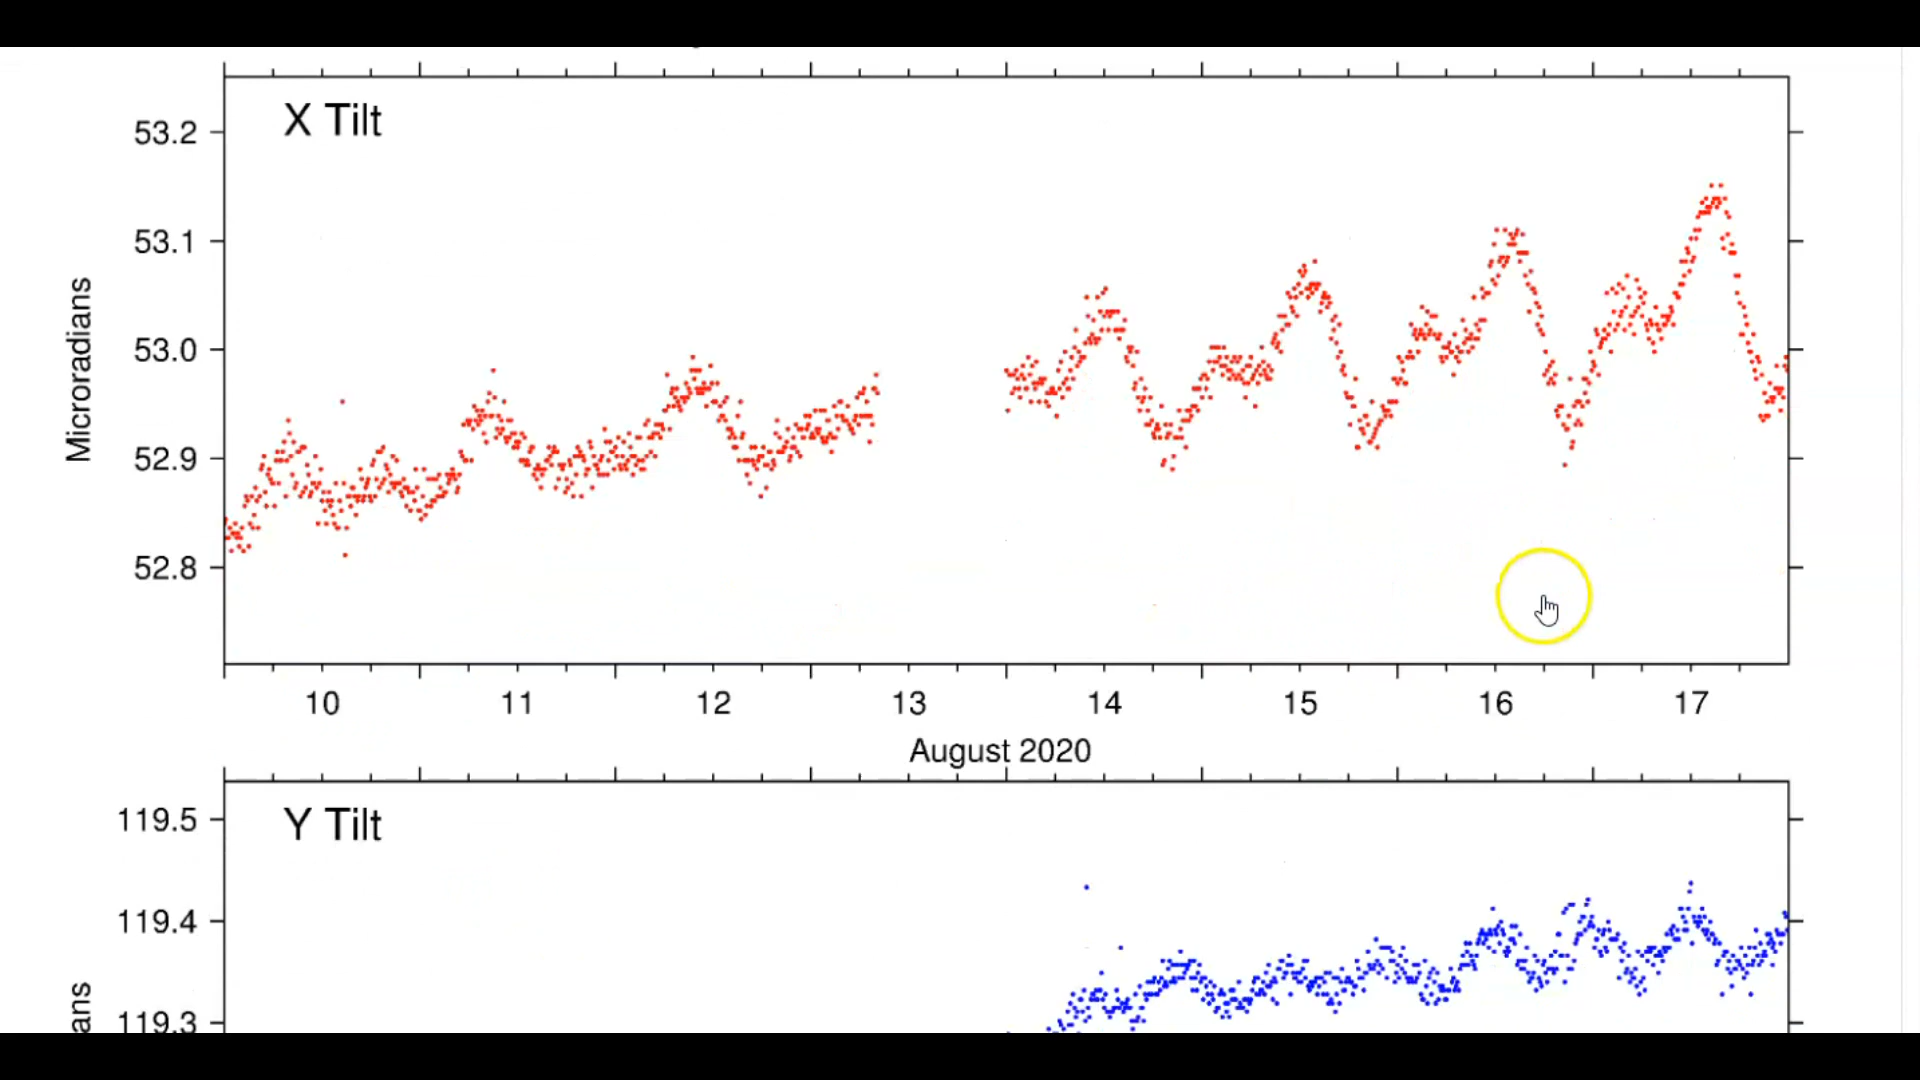 X Tilt
53.2
53.1
53.0
52.9
52.8
Microradians
10 11 12 13 14 15 16 17
August 2020
Y Tilt
119.5
119.4
119.3
ans